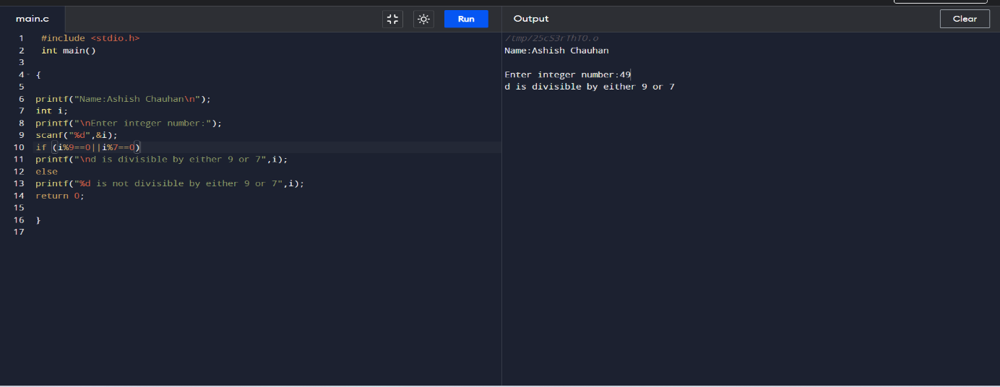 main.c
Run
Output
Clear
1 #include <stdio.h>
2 int main()
3
4 {
5
6 printf("Name:Ashish Chauhan\n");
7 int i;
8 printf("\nEnter integer number:");
9 scanf("%d",&i);
10 if (i%9==0||i%7==0)
11 printf("\nd is divisible by either 9 or 7",i);
12 else
13 printf("%d is not divisible by either 9 or 7",i);
14 return 0;
15
16 }
17
/tmp/25cS3rThTO.o
Name:Ashish Chauhan
Enter integer number:49
d is divisible by either 9 or 7